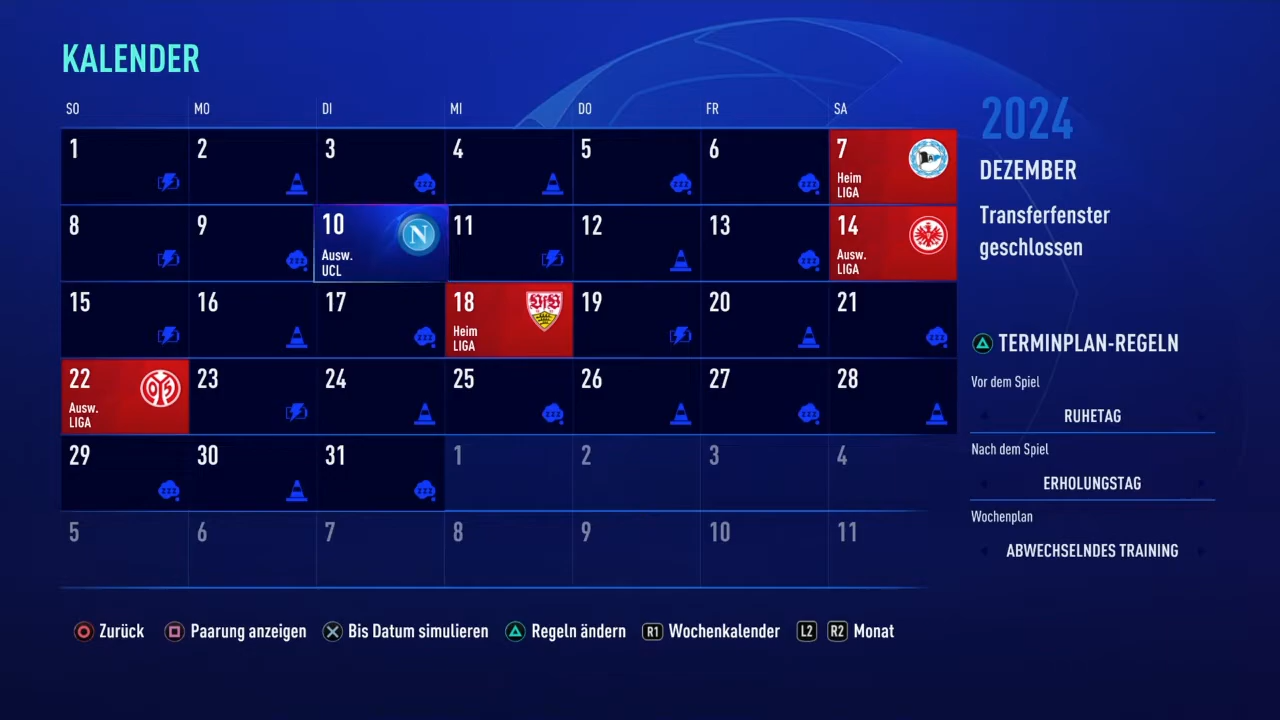 KALENDER
SO MO DI MI DO FR SA
1 2 3 4 5 6 7
Heim
LIGA
8 9 10 11 12 13 14
Ausw. Ausw.
UCL LIGA
N
15 16 17 18 19 20 21
Heim
LIGA
VfB
22 23 24 25 26 27 28
Ausw.
LIGA
05
29 30 31 1 2 3 4
5 6 7 8 9 10 11
2024
DEZEMBER
Transferfenster
geschlossen
TERMINPLAN-REGELN
Vor dem Spiel
RUHETAG
Nach dem Spiel
ERHOLUNGSTAG
Wochenplan
ABWECHSELNDES TRAINING
Zurück Paarung anzeigen Bis Datum simulieren Regeln ändern R1 Wochenkalender L2 R2 Monat